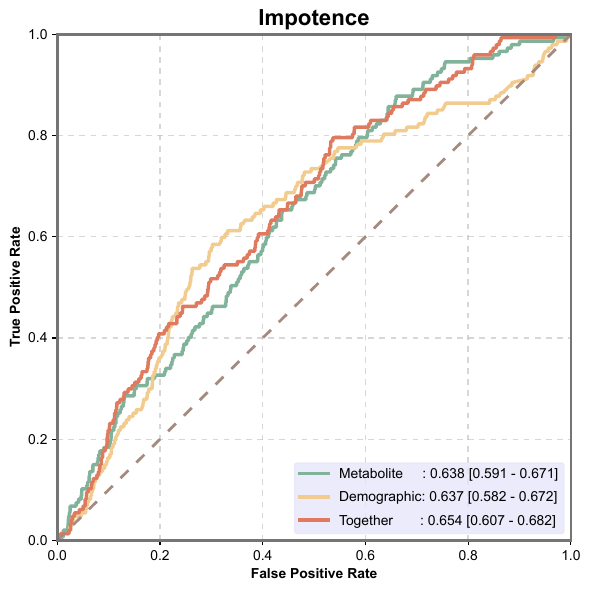 Impotence
True Positive Rate
1.0
0.8
0.6
0.4
0.2
0.0
Metabolite : 0.638 [0.591 - 0.671]
Demographic: 0.637 [0.582 - 0.672]
Together : 0.654 [0.607 - 0.682]
0.0 0.2 0.4 0.6 0.8 1.0
False Positive Rate